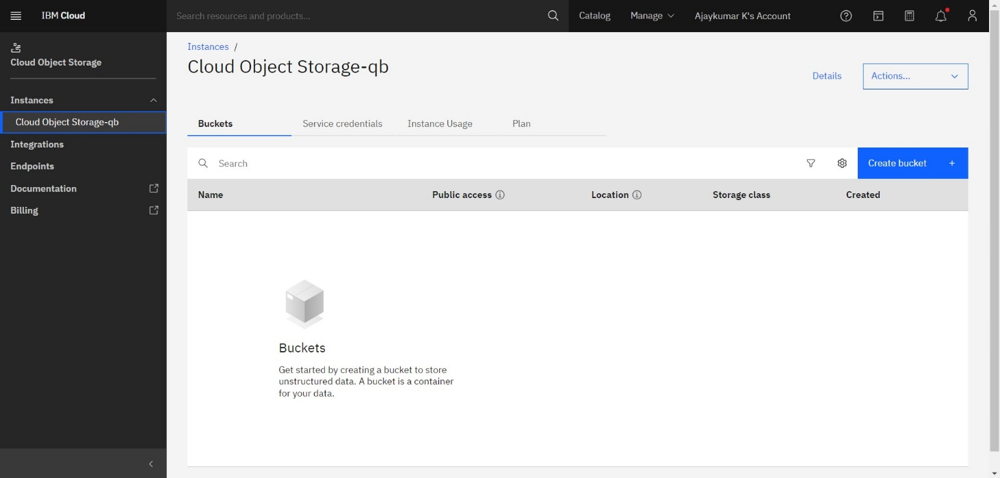 IBM Cloud
Search resources and products...
Catalog
Manage
Ajaykumar K's Account
Cloud Object Storage
Instances
Cloud Object Storage-qb
Integrations
Endpoints
Documentation
Billing
Instances /
Cloud Object Storage-qb
Details
Actions...
Buckets
Service credentials
Instance Usage
Plan
Search
Create bucket +
Name
Public access
Location
Storage class
Created
Buckets
Get started by creating a bucket to store
unstructured data. A bucket is a container
for your data.